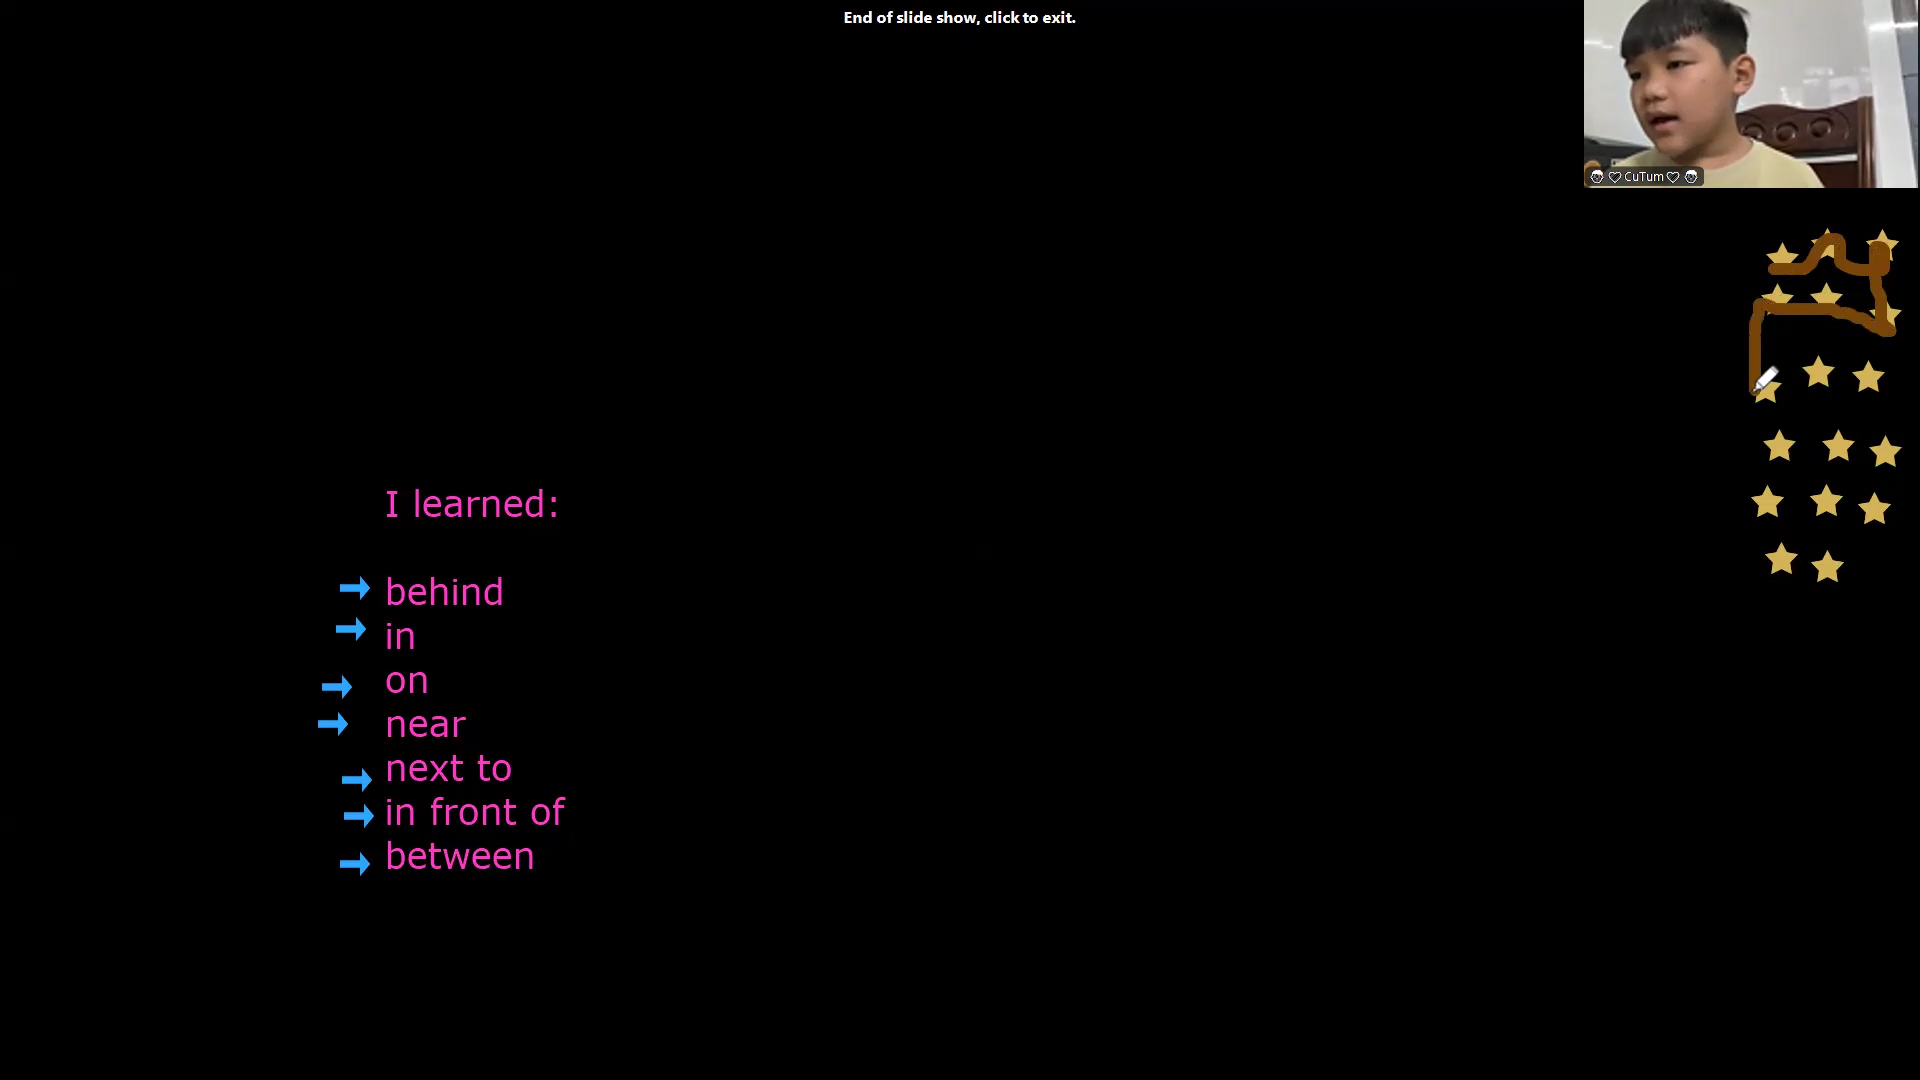 End of slide show, click to exit.
CuTum
I learned:
behind
in
on
near
next to
in front of
between